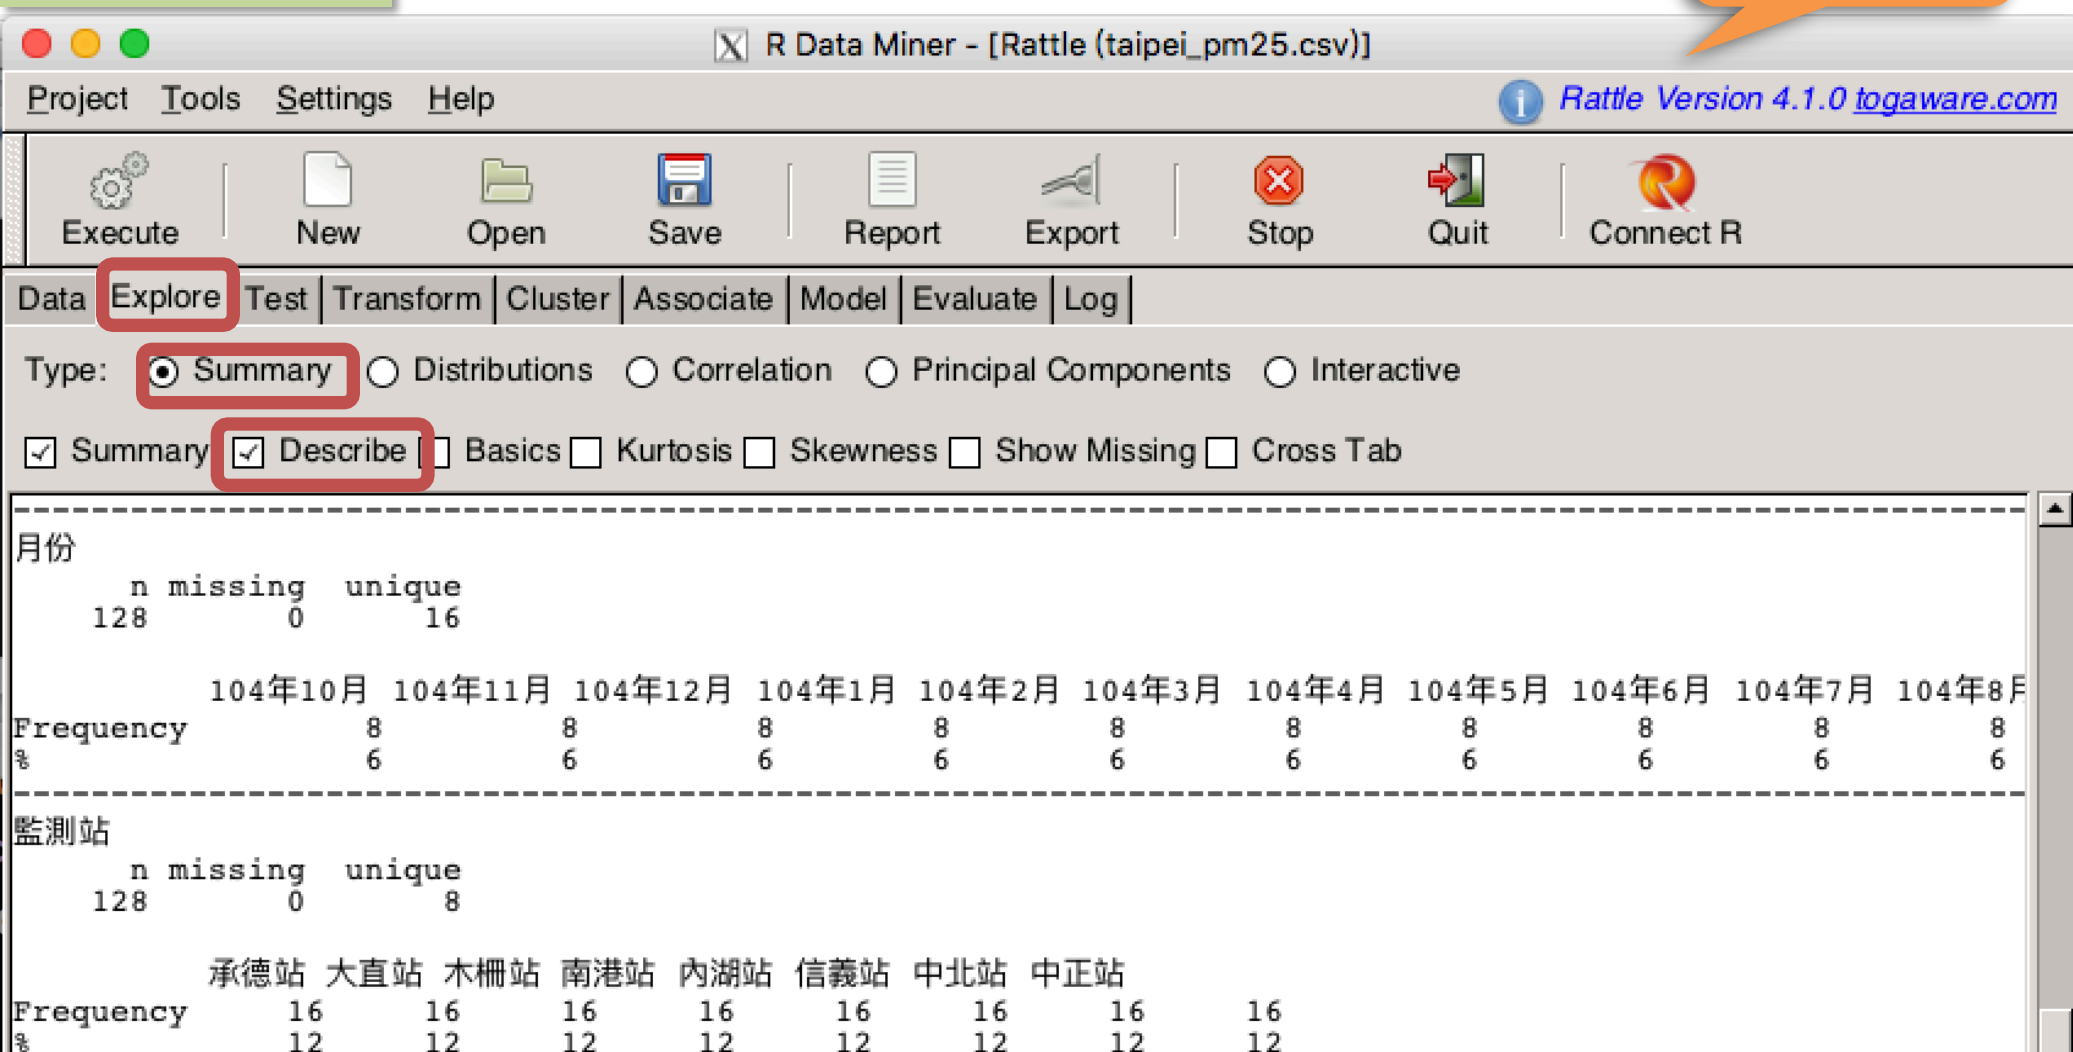 R Data Miner - [Rattle (taipei_pm25.csv)]
Project Tools Settings Help Rattle Version 4.1.0 togaware.com
Execute New Open Save Report Export Stop Quit Connect R
Data Explore Test Transform Cluster Associate Model Evaluate Log
Type: Summary Distributions Correlation Principal Components Interactive
Summary Describe Basics Kurtosis Skewness Show Missing Cross Tab
月份
n missing unique
128 0 16
104年10月 104年11月 104年12月 104年1月 104年2月 104年3月 104年4月 104年5月 104年6月 104年7月 104年8月
Frequency 8 8 8 8 8 8 8 8 8 8
% 6 6 6 6 6 6 6 6 6 6
監測站
n missing unique
128 0 8
承德站 大直站 木柵站 南港站 內湖站 信義站 中北站 中正站
Frequency 16 16 16 16 16 16 16 16
% 12 12 12 12 12 12 12 12